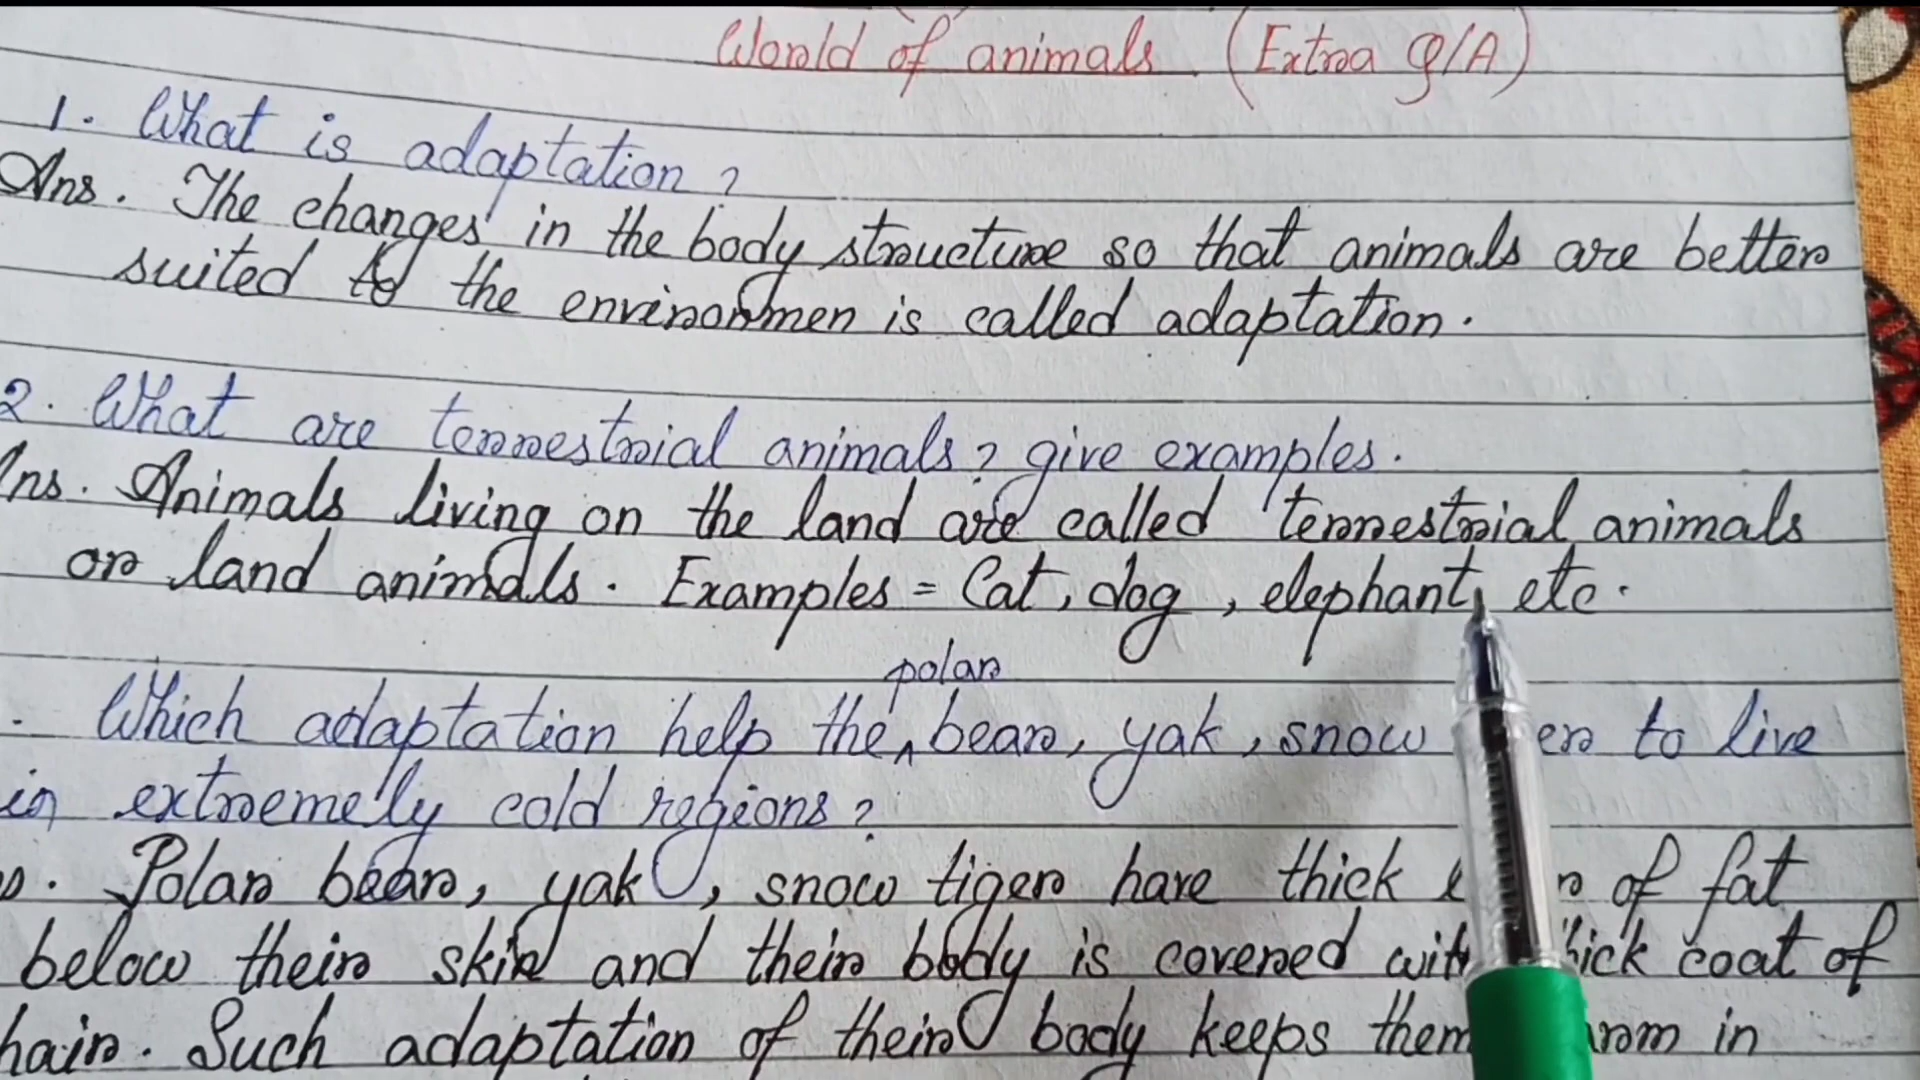 World of animals (Extra Q/A)
1. What is adaptation?
Ans. The changes in the body structure so that animals are better
suited to the environmen is called adaptation.
2. What are terrestrial animals? give examples.
Ans. Animals living on the land are called terrestrial animals
or land animals. Examples = Cat, dog, elephant, etc.
polar
. Which adaptation help the ^ bear, yak, snow to live
in extremely cold regions?
. Polar bear, yak, snow tiger have thick of fat
below their skin and their body is covered coat of
hair. Such adaptation of their body keeps them in